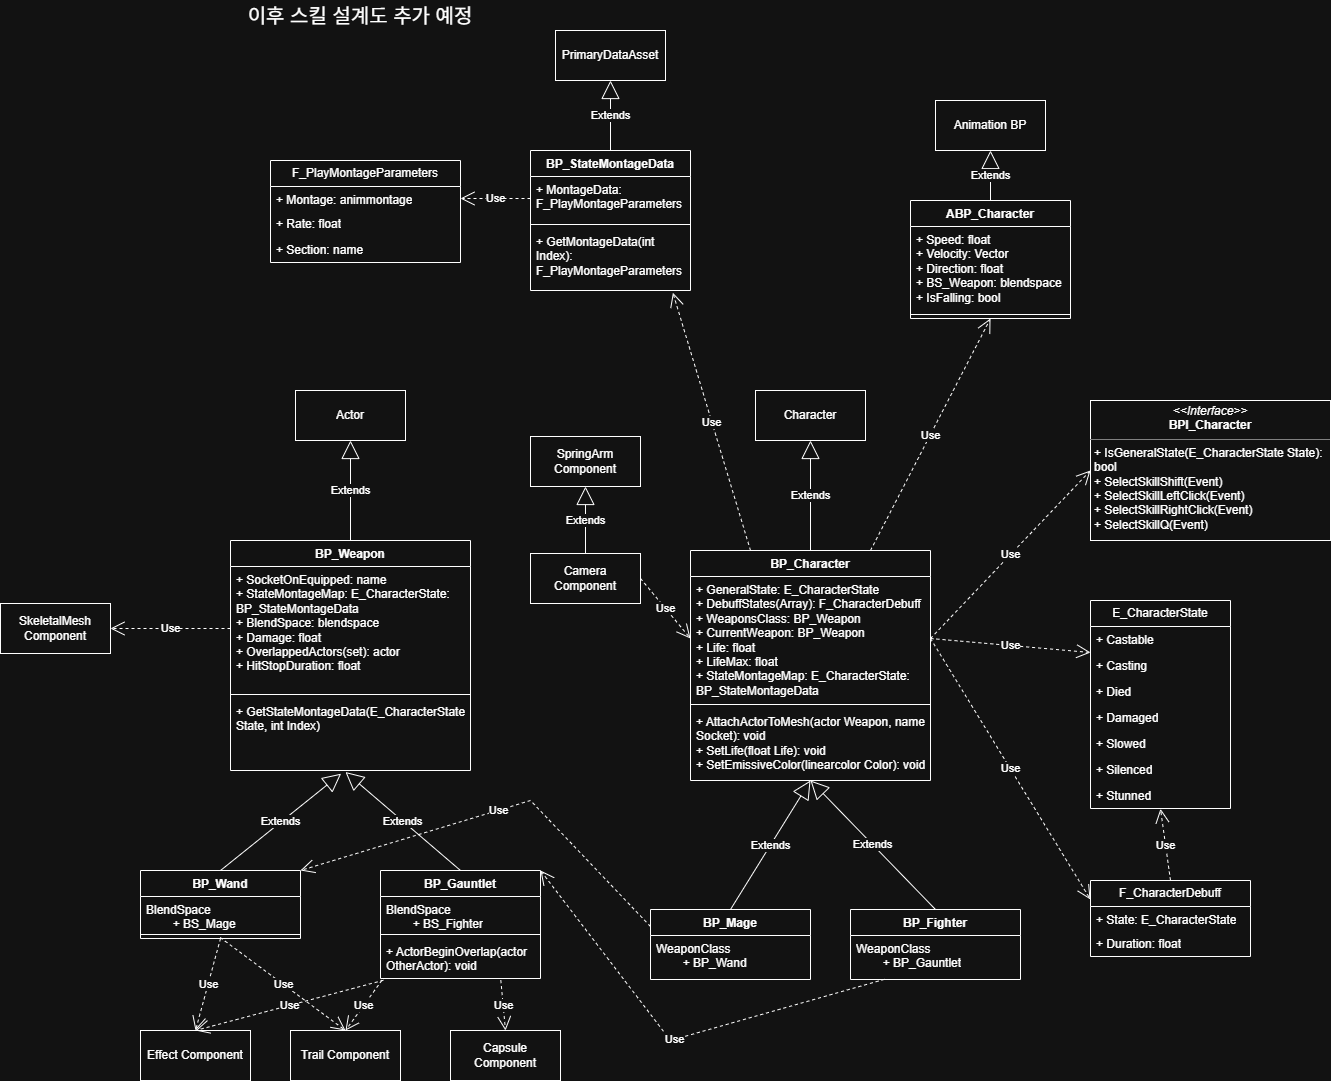 이후 스킬 설계도 추가 예정
PrimaryDataAsset
Extends
BP_StateMontageData
+ MontageData:
F_PlayMontageParameters
+ GetMontageData(int
Index):
F_PlayMontageParameters
Use
F_PlayMontageParameters
+ Montage: animmontage
+ Rate: float
+ Section: name
Animation BP
Extends
ABP_Character
+ Speed: float
+ Velocity: Vector
+ Direction: float
+ BS_Weapon: blendspace
+ IsFalling: bool
Actor
Extends
BP_Weapon
+ SocketOnEquipped: name
+ StateMontageMap: E_CharacterState:
BP_StateMontageData
+ BlendSpace: blendspace
+ Damage: float
+ OverlappedActors(set): actor
+ HitStopDuration: float
+ GetStateMontageData(E_CharacterState
State, int Index)
Use
SkeletalMesh
Component
SpringArm
Component
Extends
Camera
Component
Use
Character
Extends
Use
Use
BP_Character
+ GeneralState: E_CharacterState
+ DebuffStates(Array): F_CharacterDebuff
+ WeaponsClass: BP_Weapon
+ CurrentWeapon: BP_Weapon
+ Life: float
+ LifeMax: float
+ StateMontageMap: E_CharacterState:
BP_StateMontageData
+ AttachActorToMesh(actor Weapon, name
Socket): void
+ SetLife(float Life): void
+ SetEmissiveColor(linearcolor Color): void
<<Interface>>
BPI_Character
+ IsGeneralState(E_CharacterState State):
bool
+ SelectSkillShift(Event)
+ SelectSkillLeftClick(Event)
+ SelectSkillRightClick(Event)
+ SelectSkillQ(Event)
Use
Use
Use
E_CharacterState
+ Castable
+ Casting
+ Died
+ Damaged
+ Slowed
+ Silenced
+ Stunned
Use
F_CharacterDebuff
+ State: E_CharacterState
+ Duration: float
Extends
Extends
Use
Extends
Extends
BP_Wand
BlendSpace
+ BS_Mage
BP_Gauntlet
BlendSpace
+ BS_Fighter
+ ActorBeginOverlap(actor
OtherActor): void
BP_Mage
WeaponClass
+ BP_Wand
BP_Fighter
WeaponClass
+ BP_Gauntlet
Use
Use
Use
Use
Use
Use
Effect Component
Trail Component
Capsule
Component